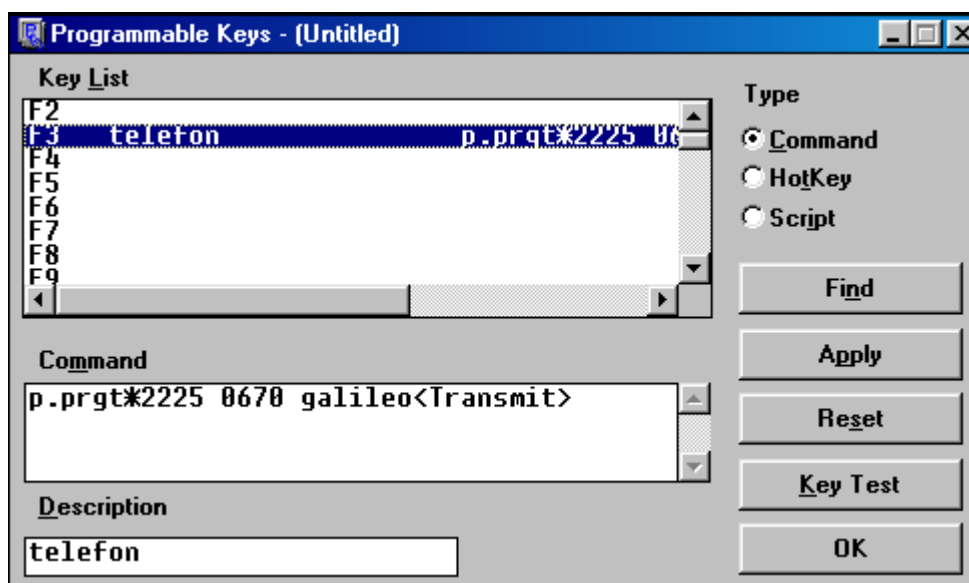 Programmable Keys - (Untitled)
Key List
F2
F3 telefon p.prgt*2225 06
F4
F5
F6
F7
F8
F9
Command
p.prgt*2225 0670 galileo<Transmit>
Description
telefon
Type
Command
HotKey
Script
Find
Apply
Reset
Key Test
OK